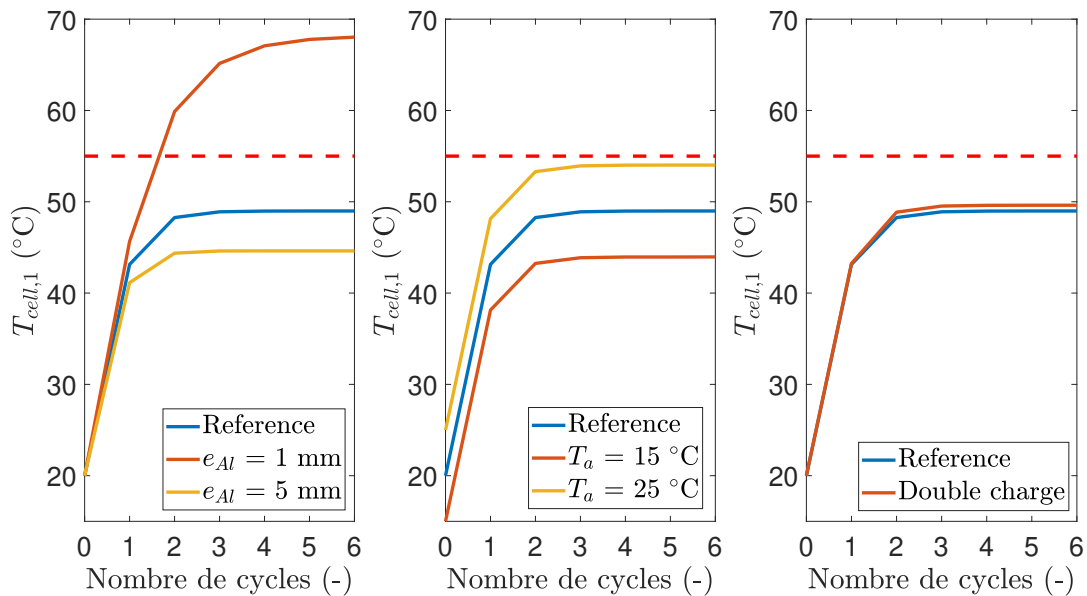 70
60
50
40
30
20
T_{cell,1} (°C)
Reference
e_{Al} = 1 mm
e_{Al} = 5 mm
0 1 2 3 4 5 6
Nombre de cycles (-)
70
60
50
40
30
20
T_{cell,1} (°C)
Reference
T_a = 15 °C
T_a = 25 °C
0 1 2 3 4 5 6
Nombre de cycles (-)
70
60
50
40
30
20
T_{cell,1} (°C)
Reference
Double charge
0 1 2 3 4 5 6
Nombre de cycles (-)